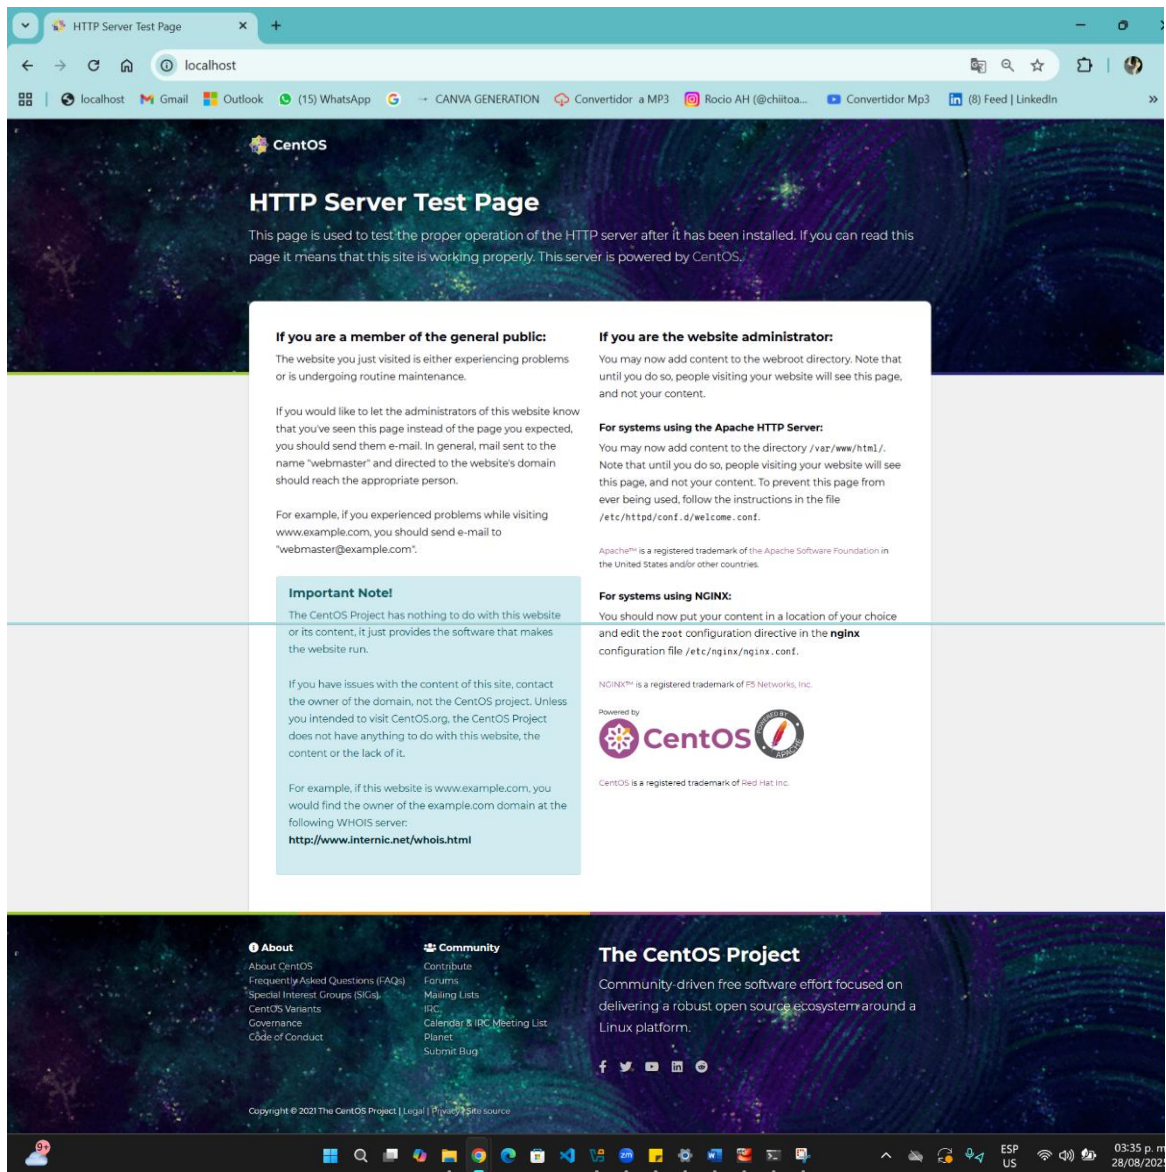 HTTP Server Test Page
localhost
localhost
Gmail
Outlook
(15) WhatsApp
CANVA GENERATION
Convertidor a MP3
Rocio AH (@chiitoa...
Convertidor Mp3
(8) Feed | LinkedIn
»
CentOS
HTTP Server Test Page
This page is used to test the proper operation of the HTTP server after it has been installed. If you can read this
page it means that this site is working properly. This server is powered by CentOS.
If you are a member of the general public:
The website you just visited is either experiencing problems
or is undergoing routine maintenance.
If you would like to let the administrators of this website know
that you've seen this page instead of the page you expected,
you should send them e-mail. In general, mail sent to the
name "webmaster" and directed to the website's domain
should reach the appropriate person.
For example, if you experienced problems while visiting
www.example.com, you should send e-mail to
"webmaster@example.com".
Important Note!
The CentOS Project has nothing to do with this website
or its content, it just provides the software that makes
the website run.
If you have issues with the content of this site, contact
the owner of the domain, not the CentOS project. Unless
you intended to visit CentOS.org, the CentOS Project
does not have anything to do with this website, the
content or the lack of it.
For example, if this website is www.example.com, you
would find the owner of the example.com domain at the
following WHOIS server:
http://www.internic.net/whois.html
If you are the website administrator:
You may now add content to the webroot directory. Note that
until you do so, people visiting your website will see this page,
and not your content.
For systems using the Apache HTTP Server:
You may now add content to the directory /var/www/html/.
Note that until you do so, people visiting your website will see
this page, and not your content. To prevent this page from
ever being used, follow the instructions in the file
/etc/httpd/conf.d/welcome.conf.
Apache™ is a registered trademark of the Apache Software Foundation in
the United States and/or other countries.
For systems using NGINX:
You should now put your content in a location of your choice
and edit the root configuration directive in the nginx
configuration file /etc/nginx/nginx.conf.
NGINX™ is a registered trademark of F5 Networks, Inc.
Powered by
CentOS
POWERED BY
APACHE
CentOS is a registered trademark of Red Hat Inc.
About
About CentOS
Frequently Asked Questions (FAQs)
Special Interest Groups (SIGs)
CentOS Variants
Governance
Code of Conduct
Community
Contribute
Forums
Mailing Lists
IRC
Calendar & IRC Meeting List
Planet
Submit Bug
The CentOS Project
Community-driven free software effort focused on
delivering a robust open source ecosystem around a
Linux platform.
Copyright © 2021 The CentOS Project | Legal | Privacy | Site source
9+
zm
ESP
US
03:35 p. m
28/08/202